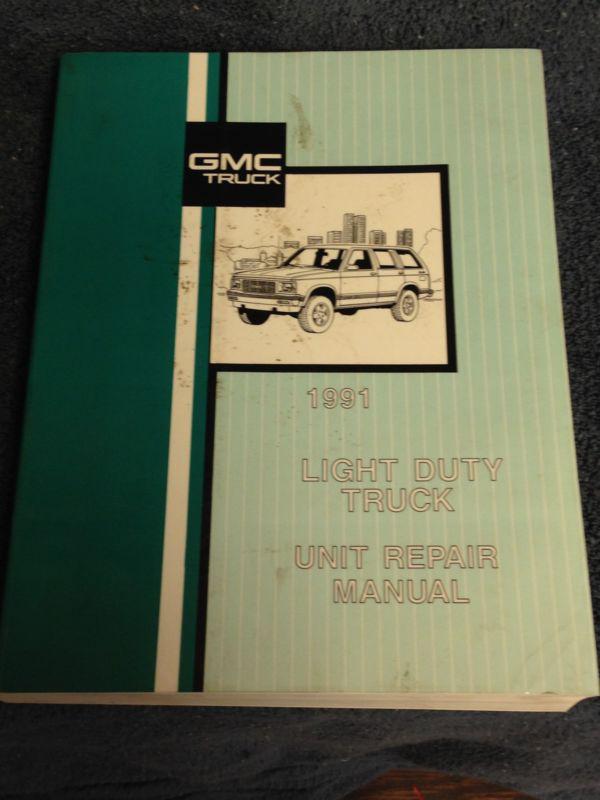 GMC
TRUCK
1991
LIGHT DUTY
TRUCK
UNIT REPAIR
MANUAL